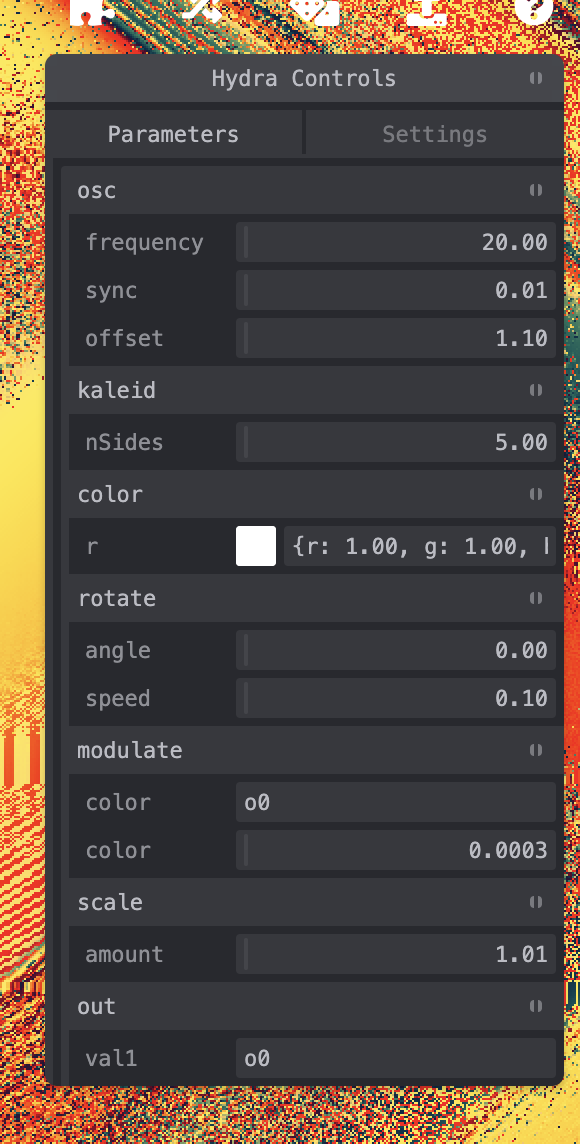 Hydra Controls
Parameters Settings
osc
frequency 20.00
sync 0.01
offset 1.10
kaleid
nSides 5.00
color
r {r: 1.00, g: 1.00,
rotate
angle 0.00
speed 0.10
modulate
color o0
color 0.0003
scale
amount 1.01
out
val1 o0